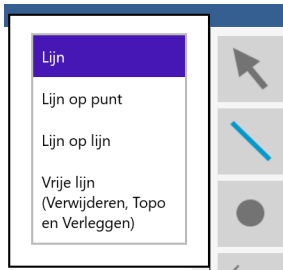 Lijn
Lijn op punt
Lijn op lijn
Vrije lijn
(Verwijderen, Topo
en Verleggen)